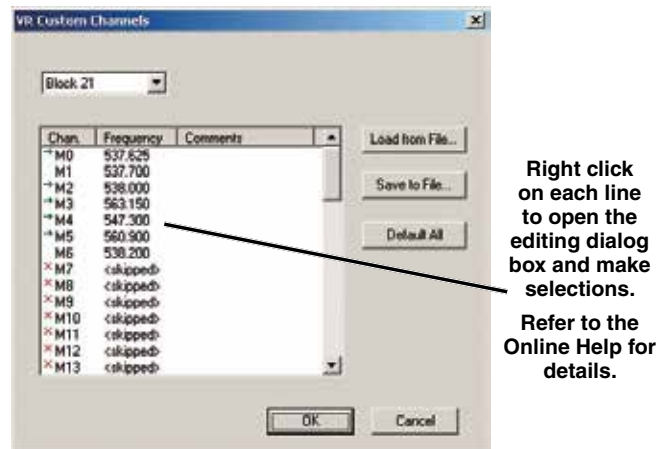 VR Custom Channels
Block 21
Chan. Frequency Comments
M0 537.625
M1 537.700
M2 538.000
M3 563.150
M4 547.300
M5 560.900
M6 538.200
M7 <skipped>
M8 <skipped>
M9 <skipped>
M10 <skipped>
M11 <skipped>
M12 <skipped>
M13 <skipped>
Load from File...
Save to File...
Default All
OK
Cancel
Right click
on each line
to open the
editing dialog
box and make
selections.
Refer to the
Online Help for
details.